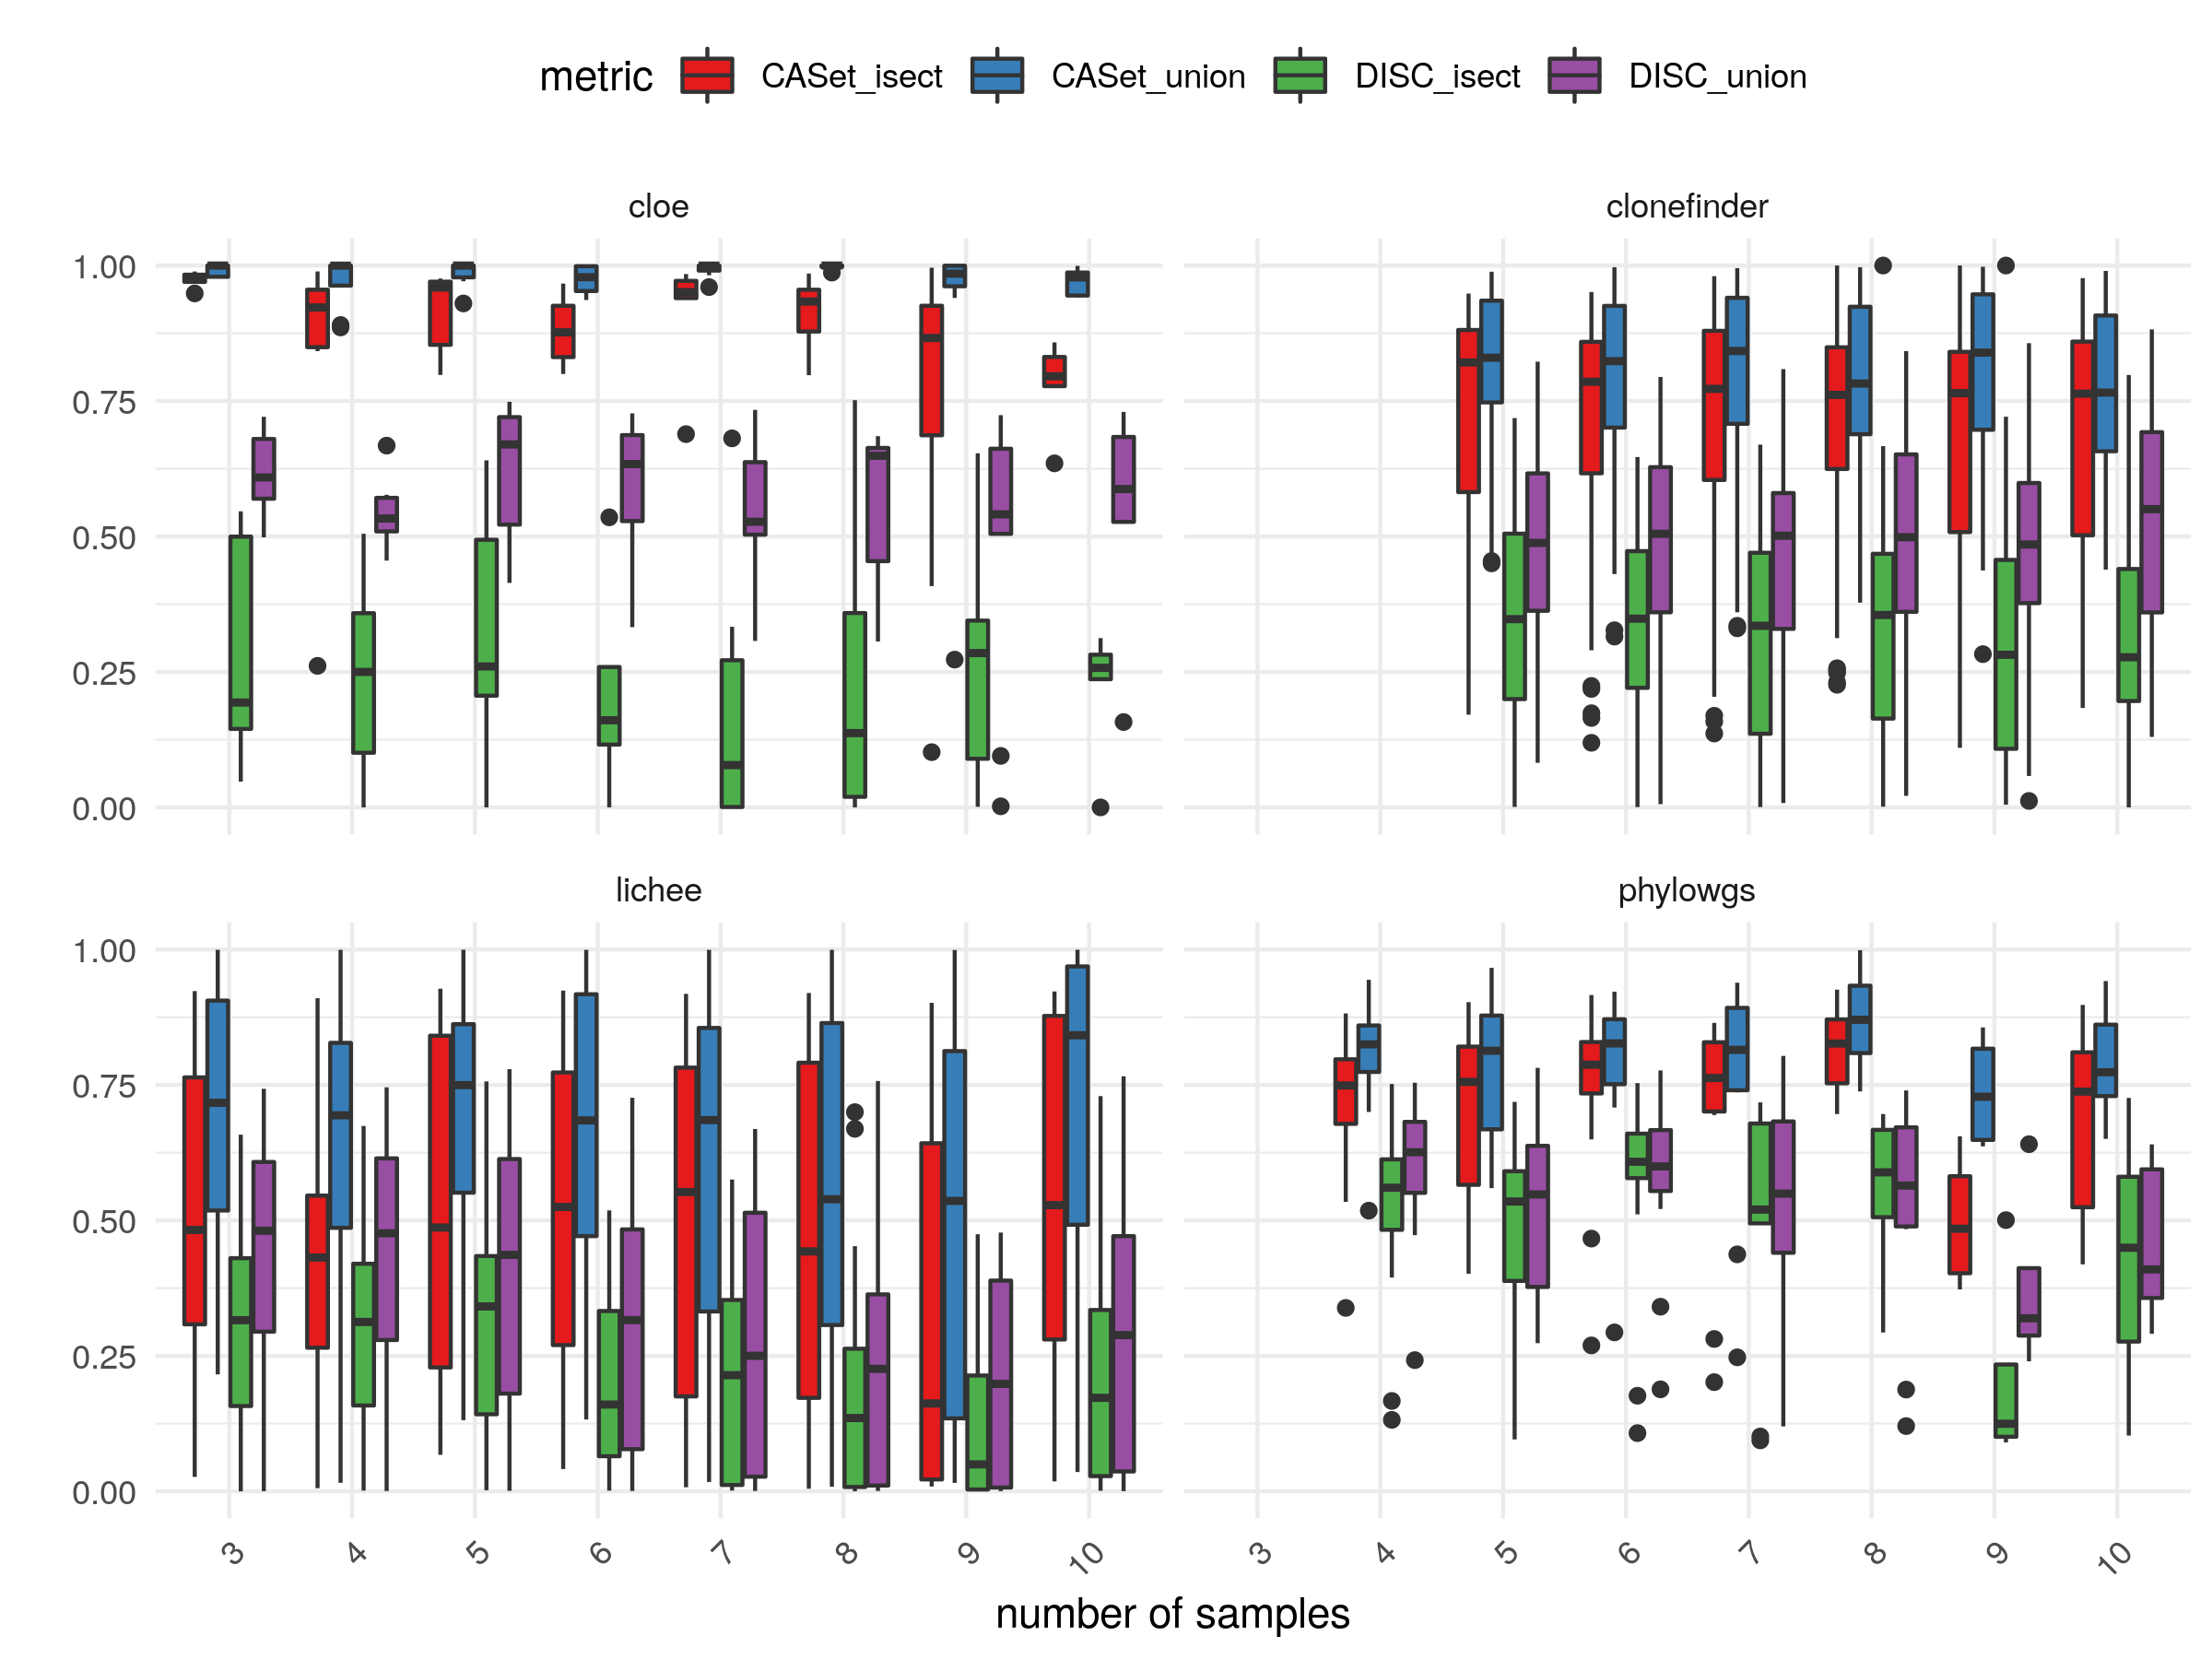 metric CASet_isect CASet_union DISC_isect DISC_union
cloe clonefinder
1.00
0.75
0.50
0.25
0.00
lichee phylowgs
1.00
0.75
0.50
0.25
0.00
3 4 5 6 7 8 9 10 3 4 5 6 7 8 9 10
number of samples